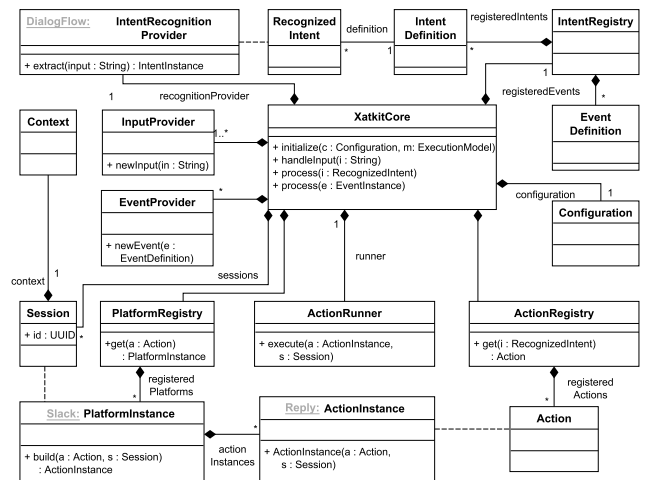 DialogFlow: IntentRecognition
Provider
+ extract(input : String) : IntentInstance
Recognized
Intent
definition
*
1
Intent
Definition
registeredIntents
*
IntentRegistry
1
registeredEvents
*
Event
Definition
1
recognitionProvider
Context
InputProvider
+ newInput(in : String)
1..*
XatkitCore
+ initialize(c : Configuration, m: ExecutionModel)
+ handleInput(i : String)
+ process(i : RecognizedIntent)
+ process(e : EventInstance)
EventProvider
+ newEvent(e :
EventDefinition)
*
configuration
1
Configuration
1
context
sessions
1
runner
Session
+ id : UUID
*
PlatformRegistry
+get(a : Action)
: PlatformInstance
ActionRunner
+ execute(a : ActionInstance,
s : Session)
ActionRegistry
+ get(i : RecognizedIntent)
: Action
registered
Platforms
*
registered
Actions
*
Slack: PlatformInstance
+ build(a : Action, s : Session)
: ActionInstance
*
action
Instances
Reply: ActionInstance
+ ActionInstance(a : Action,
s : Session)
Action